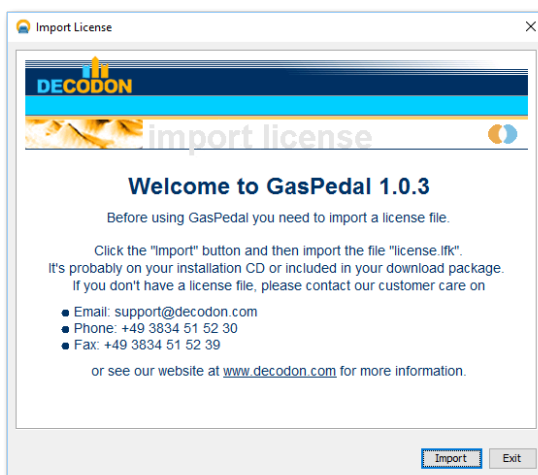 Import License
DECODON
import license
Welcome to GasPedal 1.0.3
Before using GasPedal you need to import a license file.
Click the "Import" button and then import the file "license.lfk".
It's probably on your installation CD or included in your download package.
If you don't have a license file, please contact our customer care on
Email: support@decodon.com
Phone: +49 3834 51 52 30
Fax: +49 3834 51 52 39
or see our website at www.decodon.com for more information.
Import Exit